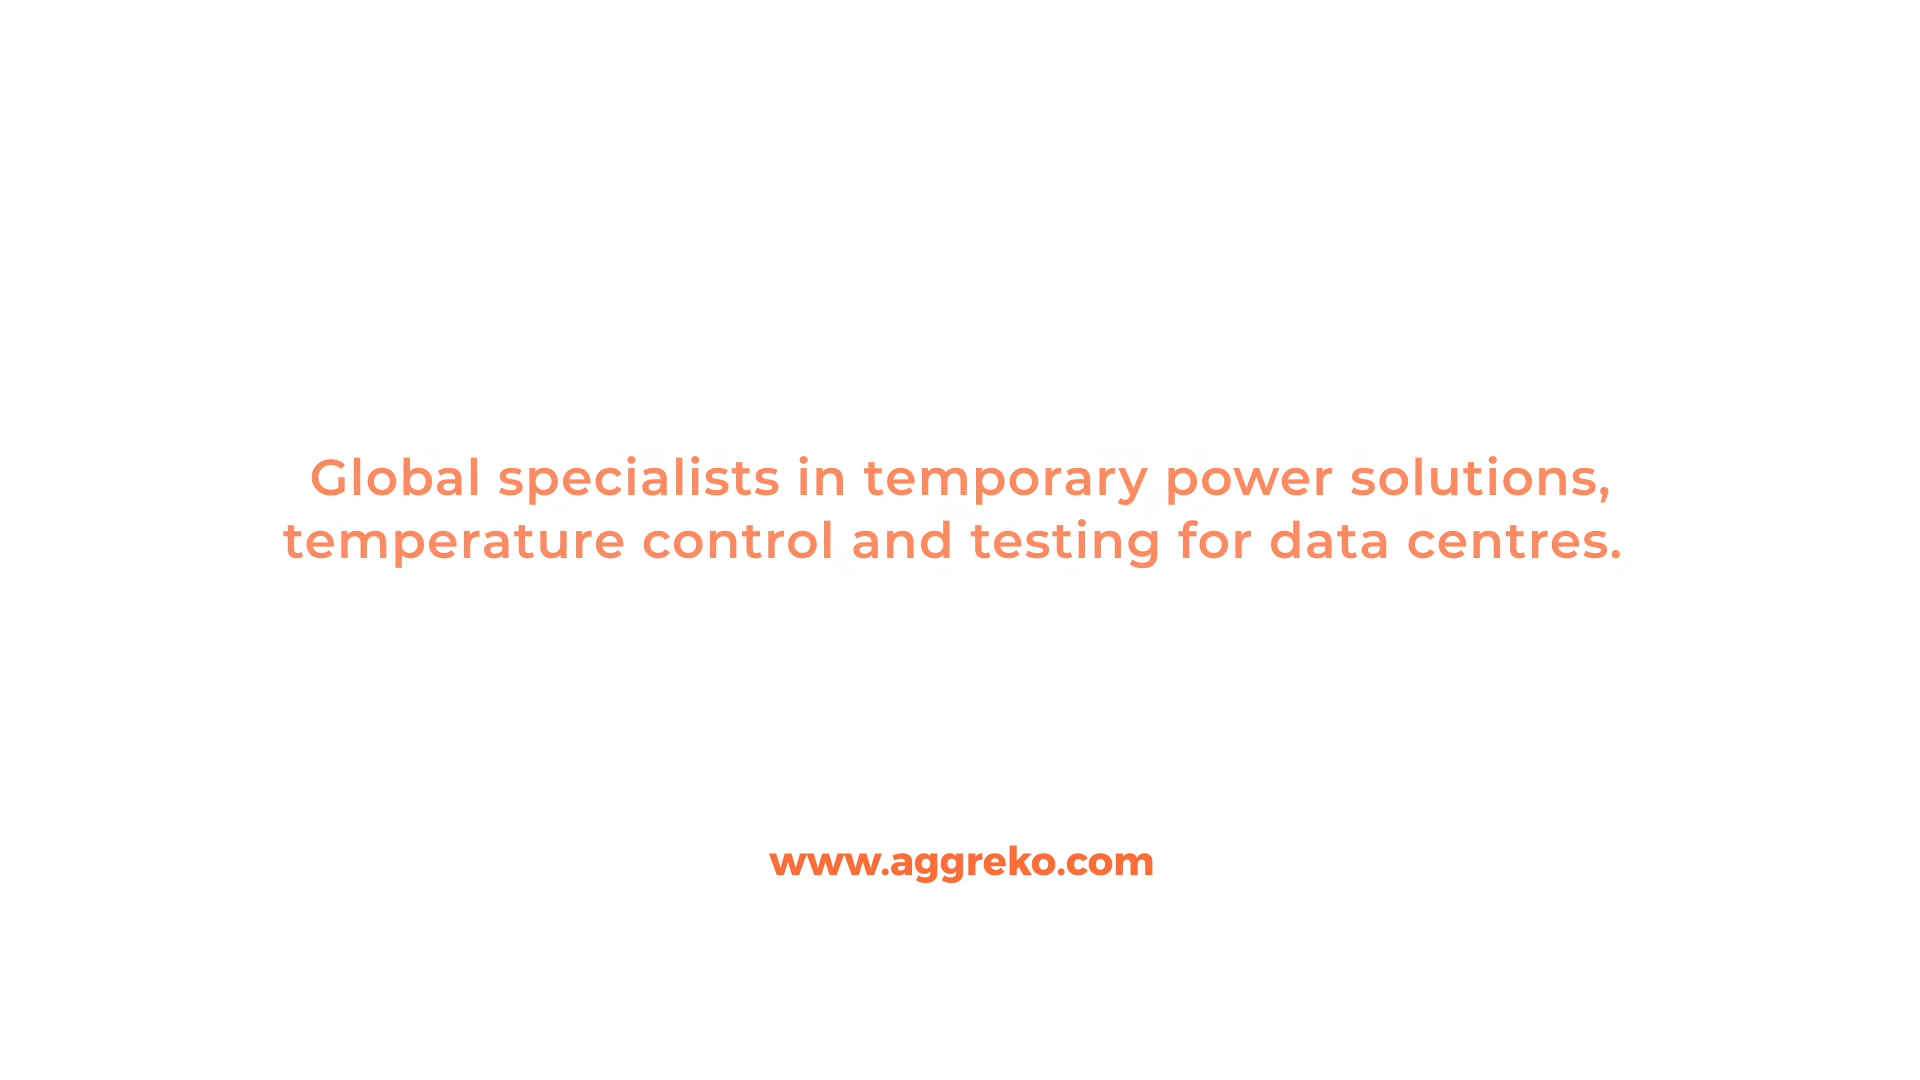 Global specialists in temporary power solutions,
temperature control and testing for data centres.
www.aggreko.com